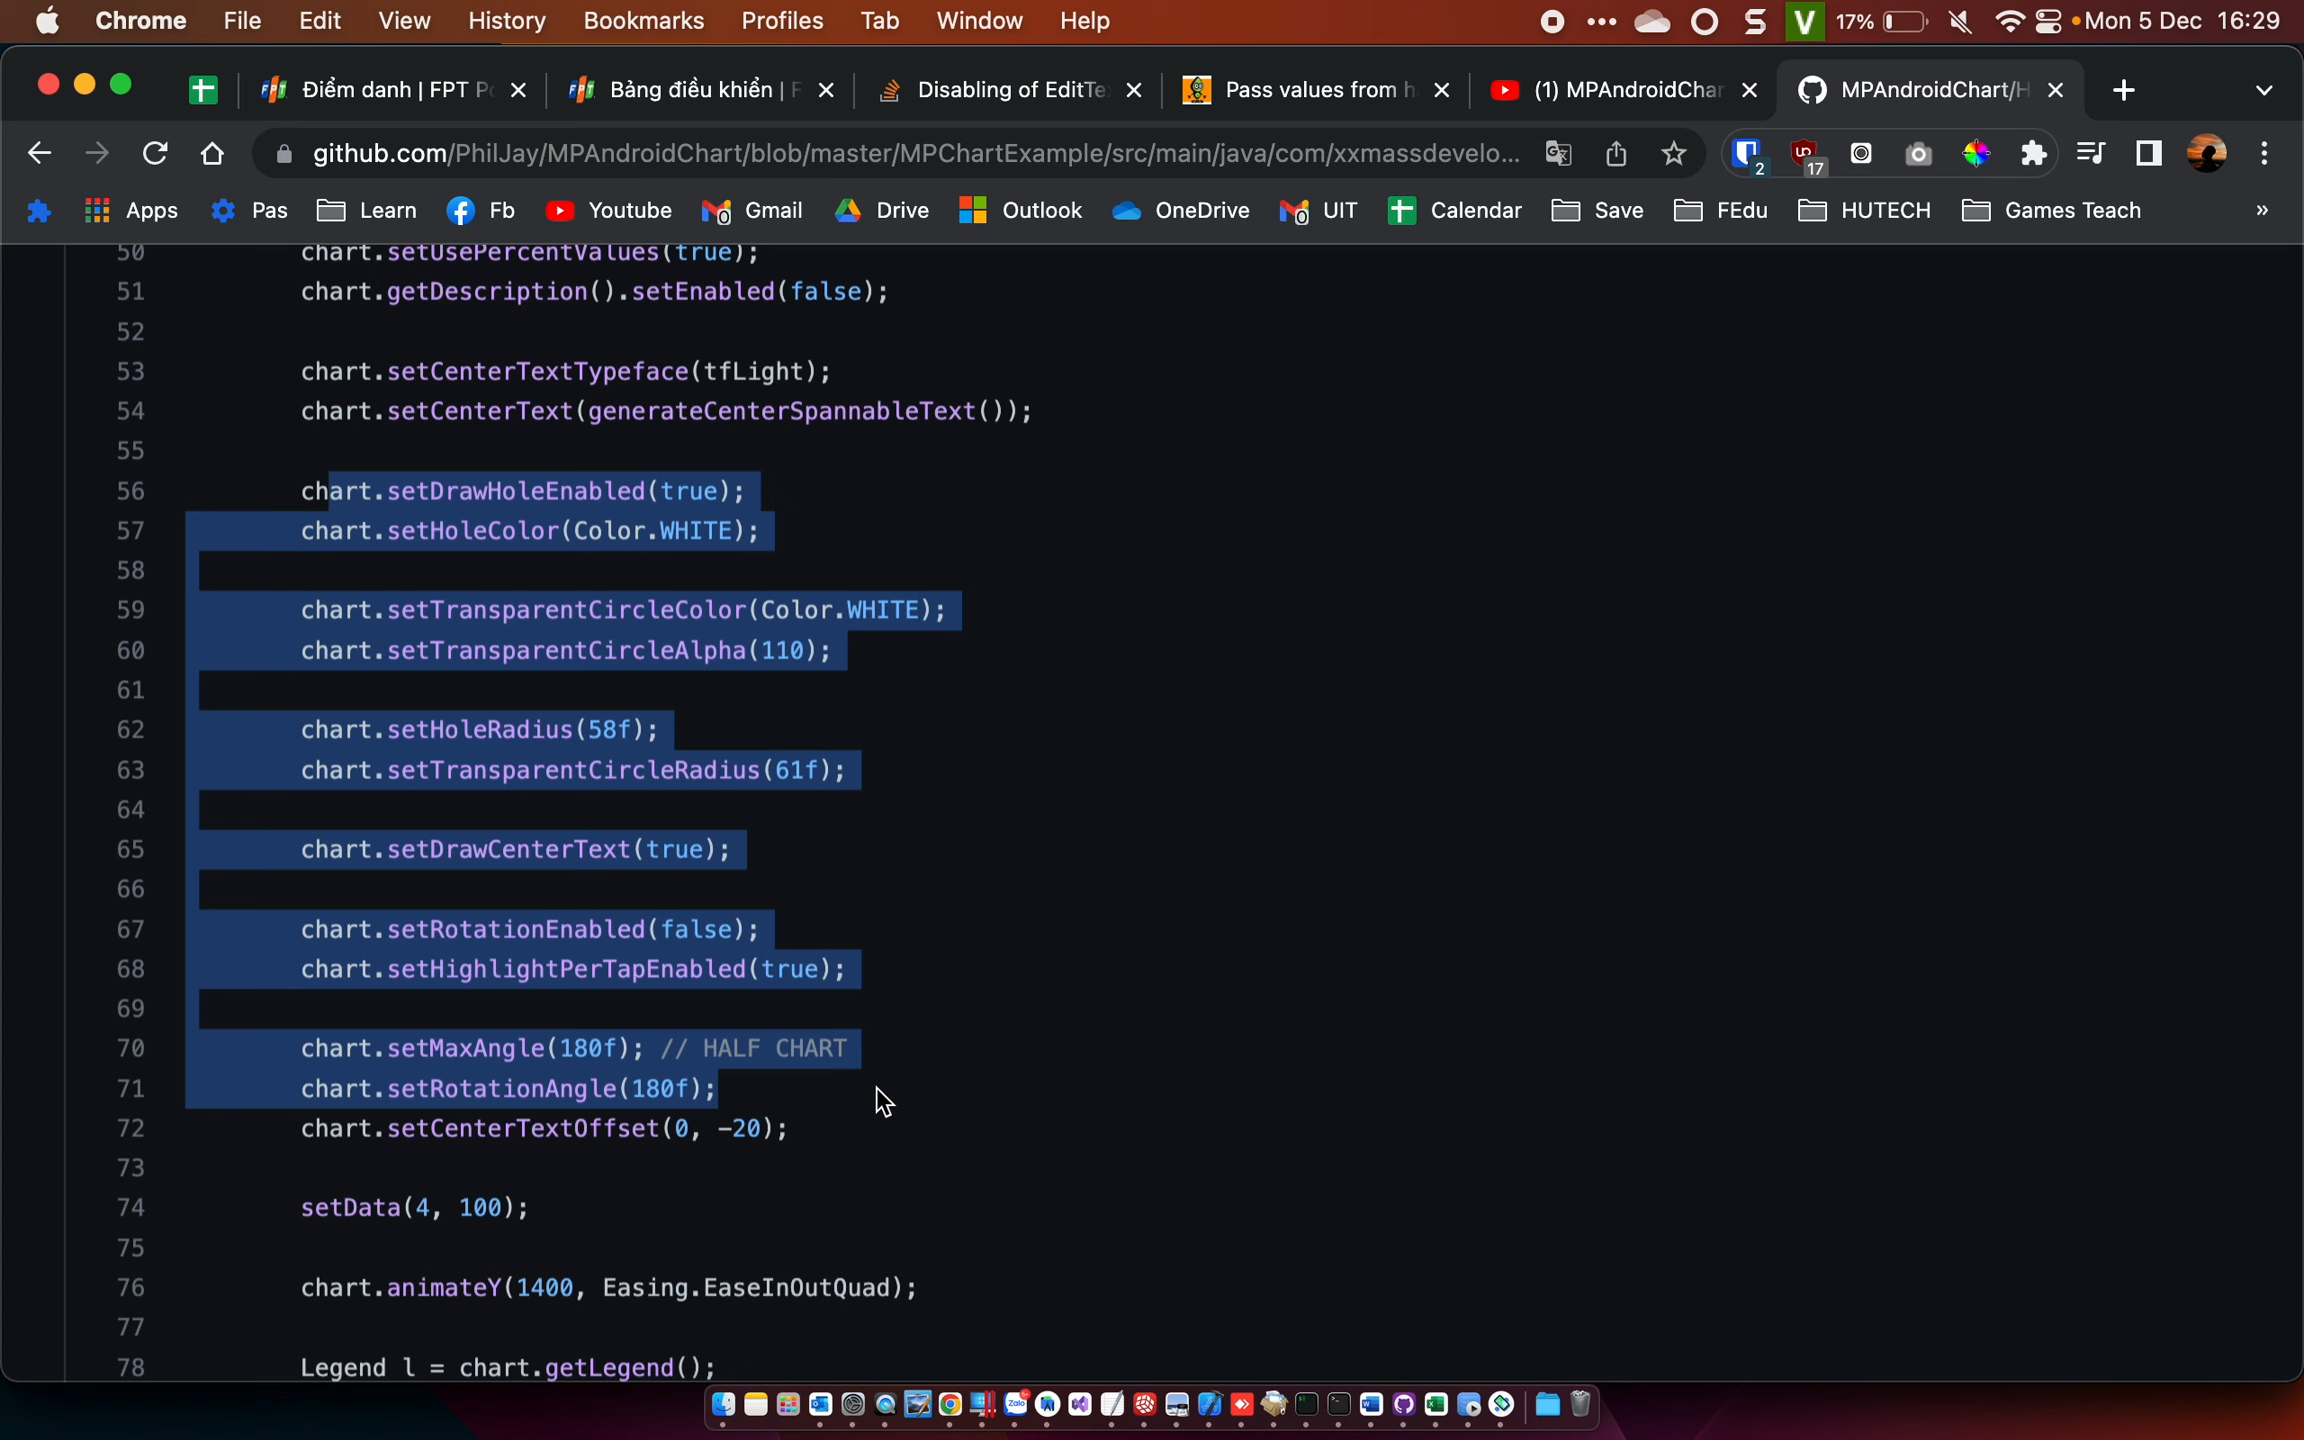 Chrome File Edit View History Bookmarks Profiles Tab Window Help S V 17% Mon 5 Dec 16:29
Điểm danh | FPT Po Bảng điều khiển | F Disabling of EditTe Pass values from h (1) MPAndroidChar MPAndroidChart/H
github.com/PhilJay/MPAndroidChart/blob/master/MPChartExample/src/main/java/com/xxmassdevelo... 2 17
Apps Pas Learn Fb Youtube Gmail Drive Outlook OneDrive UIT Calendar Save FEdu HUTECH Games Teach »
50 chart.setUsePercentValues(true);
51 chart.getDescription().setEnabled(false);
52
53 chart.setCenterTextTypeface(tfLight);
54 chart.setCenterText(generateCenterSpannableText());
55
56 chart.setDrawHoleEnabled(true);
57 chart.setHoleColor(Color.WHITE);
58
59 chart.setTransparentCircleColor(Color.WHITE);
60 chart.setTransparentCircleAlpha(110);
61
62 chart.setHoleRadius(58f);
63 chart.setTransparentCircleRadius(61f);
64
65 chart.setDrawCenterText(true);
66
67 chart.setRotationEnabled(false);
68 chart.setHighlightPerTapEnabled(true);
69
70 chart.setMaxAngle(180f); // HALF CHART
71 chart.setRotationAngle(180f);
72 chart.setCenterTextOffset(0, -20);
73
74 setData(4, 100);
75
76 chart.animateY(1400, Easing.EaseInOutQuad);
77
78 Legend l = chart.getLegend();
Zalo